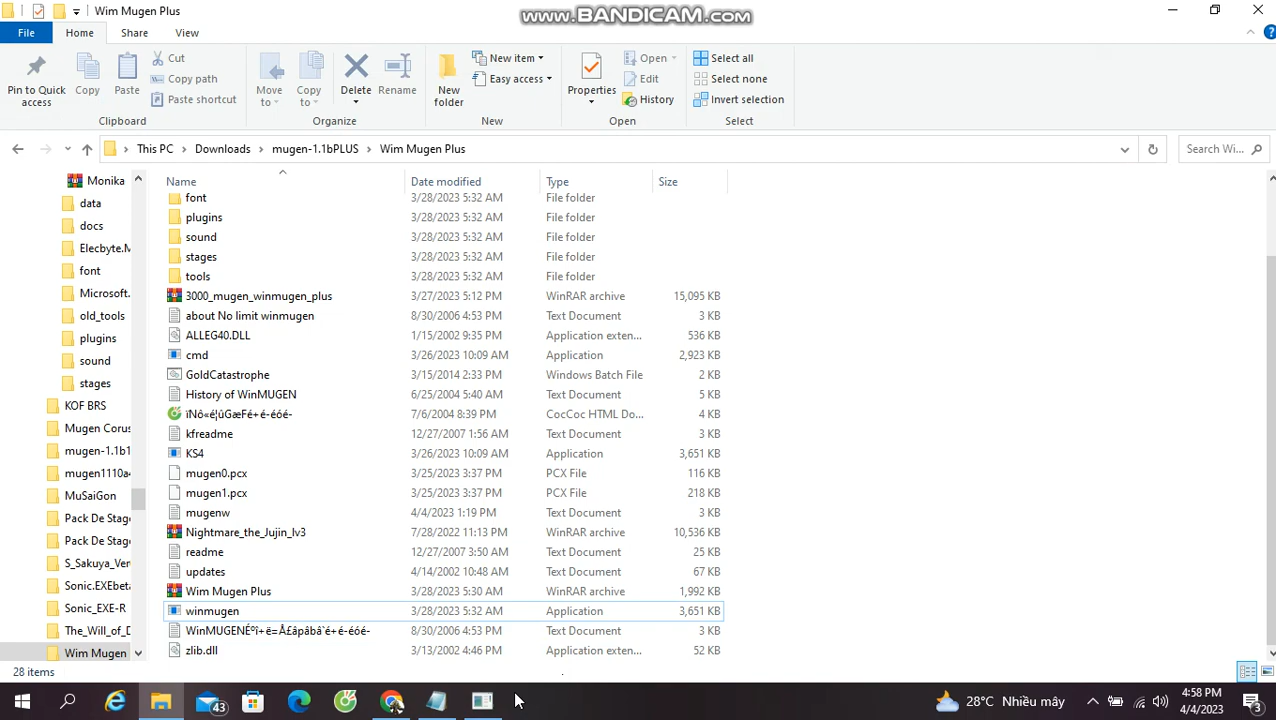 Wim Mugen Plus
www.BANDICAM.com
File
Home
Share
View
Pin to Quick access
Copy
Paste
Cut
Copy path
Paste shortcut
Clipboard
Move to
Copy to
Delete
Rename
Organize
New folder
New item
Easy access
New
Properties
Open
Edit
History
Open
Select all
Select none
Invert selection
Select
This PC > Downloads > mugen-1.1bPLUS > Wim Mugen Plus
Search Wi...
Monika
data
docs
Elecbyte.M
font
Microsoft.
old_tools
plugins
sound
stages
KOF BRS
Mugen Corus
mugen-1.1b1
mugen1110a4
MuSaiGon
Pack De Stag
Pack De Stag
S_Sakuya_Ver
Sonic.EXEbeta
Sonic_EXE-R
The_Will_of_D
Wim Mugen
Name Date modified Type Size
font 3/28/2023 5:32 AM File folder
plugins 3/28/2023 5:32 AM File folder
sound 3/28/2023 5:32 AM File folder
stages 3/28/2023 5:32 AM File folder
tools 3/28/2023 5:32 AM File folder
3000_mugen_winmugen_plus 3/27/2023 5:12 PM WinRAR archive 15,095 KB
about No limit winmugen 8/30/2006 4:53 PM Text Document 3 KB
ALLEG40.DLL 1/15/2002 9:35 PM Application exten... 536 KB
cmd 3/26/2023 10:09 AM Application 2,923 KB
GoldCatastrophe 3/15/2014 2:33 PM Windows Batch File 2 KB
History of WinMUGEN 6/25/2004 5:40 AM Text Document 5 KB
7/6/2004 8:39 PM CocCoc HTML Do... 4 KB
kfreadme 12/27/2007 1:56 AM Text Document 3 KB
KS4 3/26/2023 10:09 AM Application 3,651 KB
mugen0.pcx 3/25/2023 3:37 PM PCX File 116 KB
mugen1.pcx 3/25/2023 3:37 PM PCX File 218 KB
mugenw 4/4/2023 1:19 PM Text Document 3 KB
Nightmare_the_Jujin_lv3 7/28/2022 11:13 PM WinRAR archive 10,536 KB
readme 12/27/2007 3:50 AM Text Document 25 KB
updates 4/14/2002 10:48 AM Text Document 67 KB
Wim Mugen Plus 3/28/2023 5:30 AM WinRAR archive 1,992 KB
winmugen 3/28/2023 5:32 AM Application 3,651 KB
8/30/2006 4:53 PM Text Document 3 KB
zlib.dll 3/13/2002 4:46 PM Application exten... 52 KB
28 items
43
28°C Nhiều mây
4:58 PM
4/4/2023
3